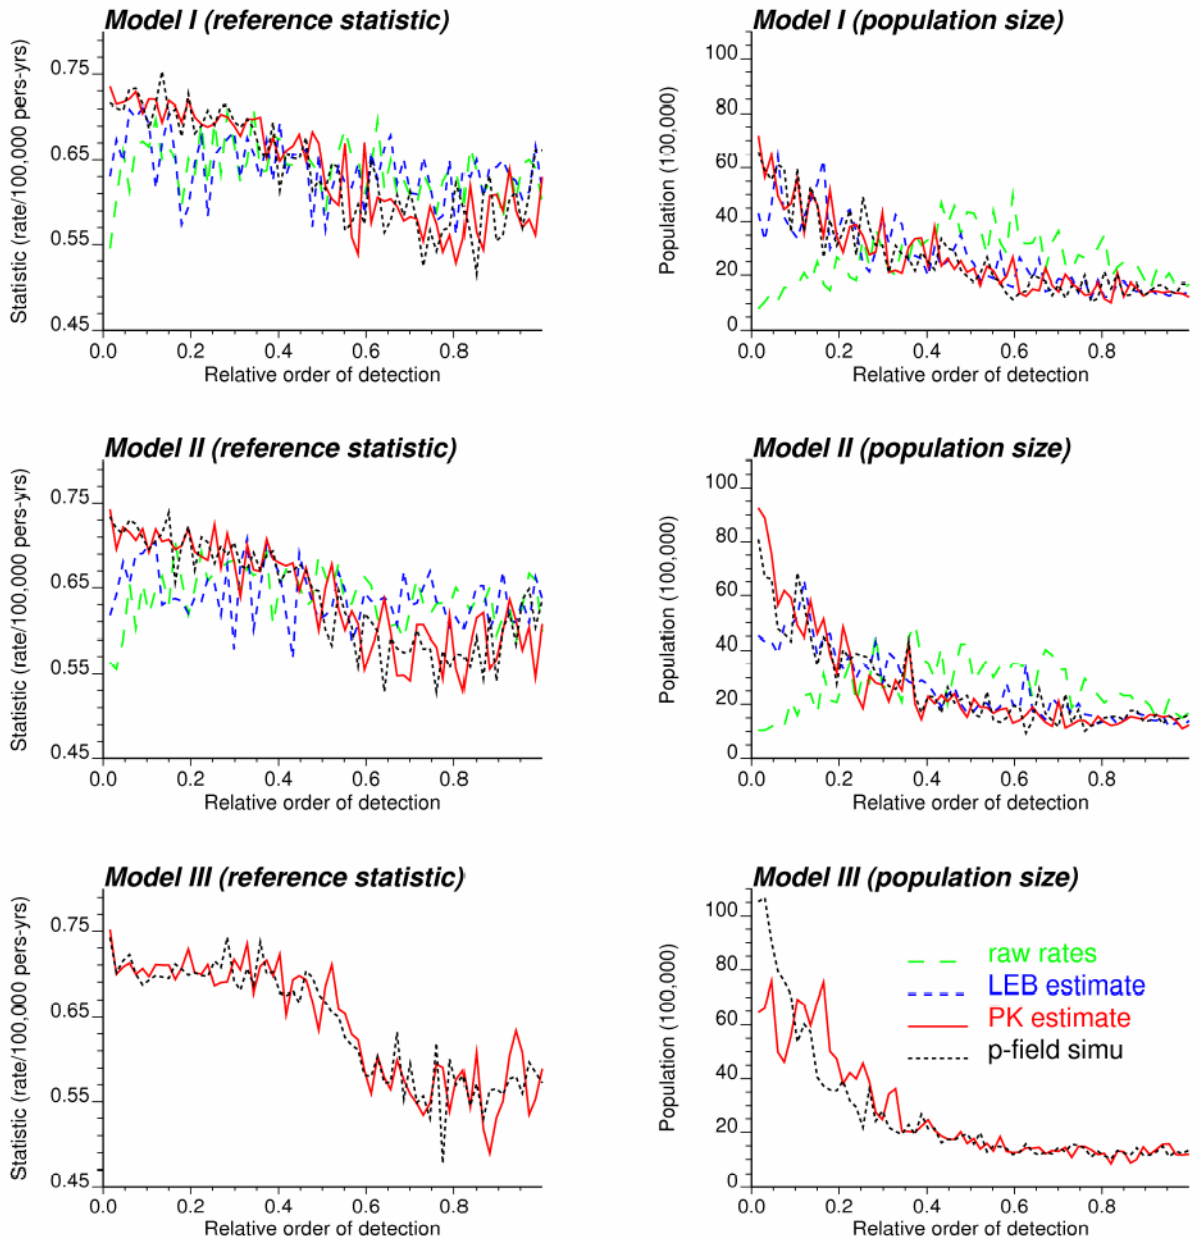 Model I (reference statistic)
Statistic (rate/100,000 pers-yrs)
0.75
0.65
0.55
0.45
0.0 0.2 0.4 0.6 0.8
Relative order of detection
Model I (population size)
Population (100,000)
100
80
60
40
20
0
0.0 0.2 0.4 0.6 0.8
Relative order of detection
Model II (reference statistic)
Statistic (rate/100,000 pers-yrs)
0.75
0.65
0.55
0.45
0.0 0.2 0.4 0.6 0.8
Relative order of detection
Model II (population size)
Population (100,000)
100
80
60
40
20
0
0.0 0.2 0.4 0.6 0.8
Relative order of detection
Model III (reference statistic)
Statistic (rate/100,000 pers-yrs)
0.75
0.65
0.55
0.45
0.0 0.2 0.4 0.6 0.8
Relative order of detection
Model III (population size)
Population (100,000)
100
80
60
40
20
0
raw rates
LEB estimate
PK estimate
p-field simu
0.0 0.2 0.4 0.6 0.8
Relative order of detection